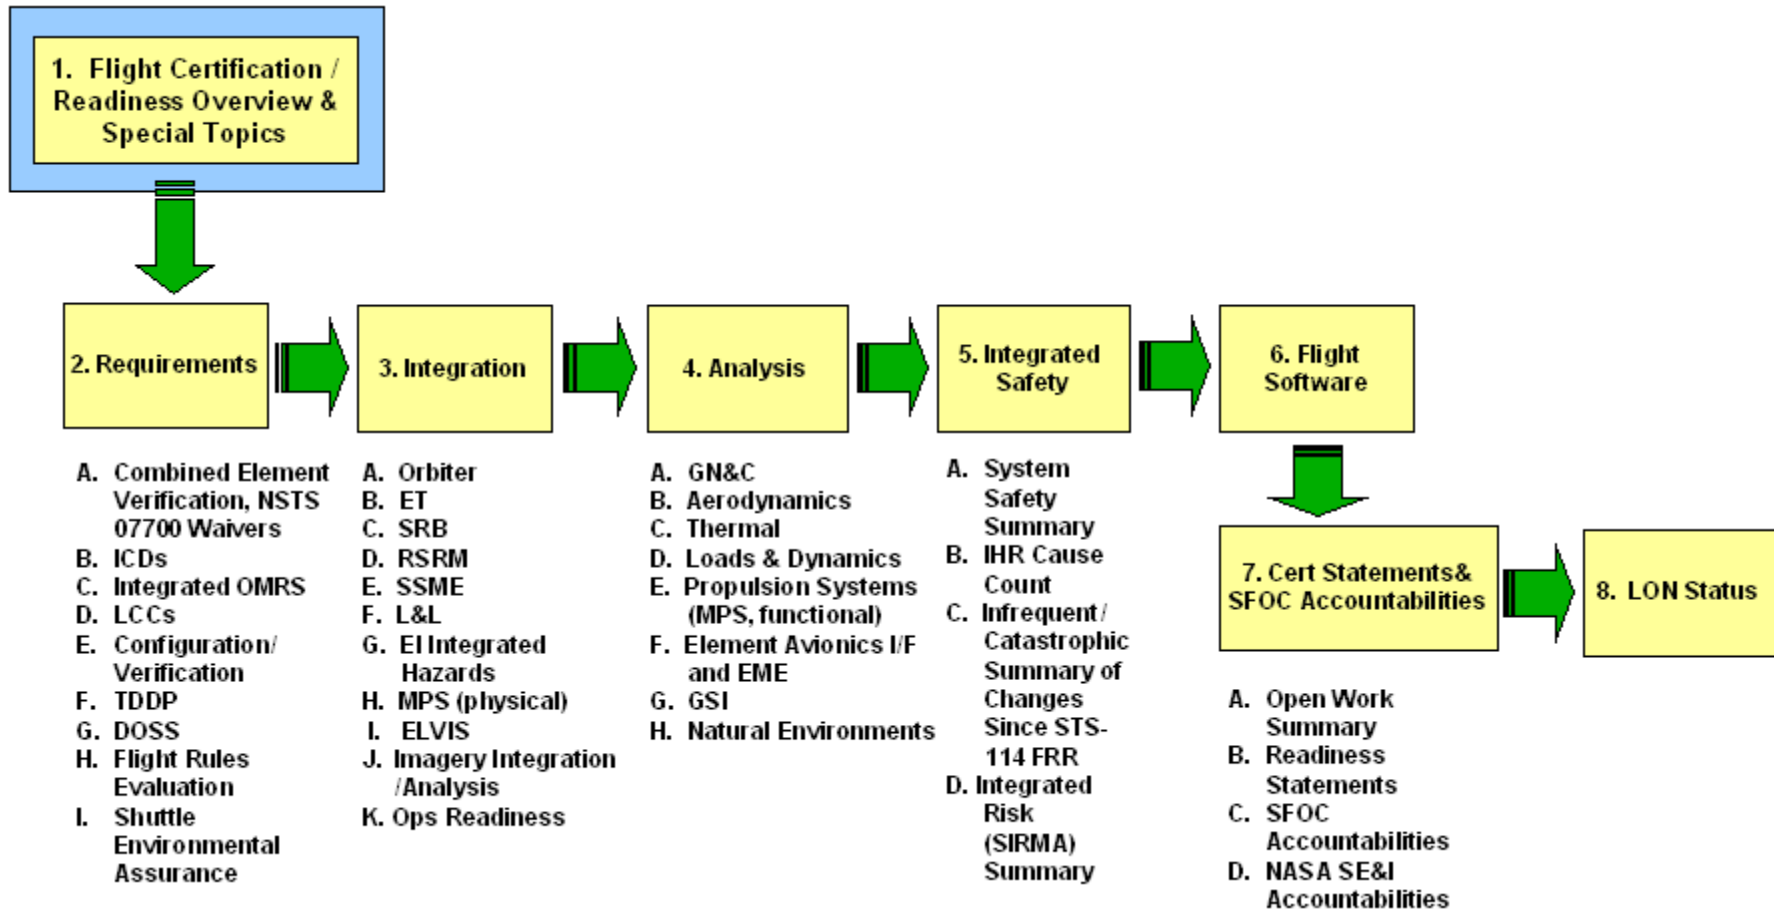 1. Flight Certification /
Readiness Overview &
Special Topics
2. Requirements
3. Integration
4. Analysis
5. Integrated
Safety
6. Flight
Software
A. Combined Element
Verification, NSTS
07700 Waivers
B. ICDs
C. Integrated OMRS
D. LCCs
E. Configuration/
Verification
F. TDDP
G. DOSS
H. Flight Rules
Evaluation
I. Shuttle
Environmental
Assurance
A. Orbiter
B. ET
C. SRB
D. RSRM
E. SSME
F. L&L
G. EI Integrated
Hazards
H. MPS (physical)
I. ELVIS
J. Imagery Integration
/Analysis
K. Ops Readiness
A. GN&C
B. Aerodynamics
C. Thermal
D. Loads & Dynamics
E. Propulsion Systems
(MPS, functional)
F. Element Avionics I/F
and EME
G. GSI
H. Natural Environments
A. System
Safety
Summary
B. IHR Cause
Count
C. Infrequent/
Catastrophic
Summary of
Changes
Since STS-
114 FRR
D. Integrated
Risk
(SIRMA)
Summary
7. Cert Statements&
SFOC Accountabilities
8. LON Status
A. Open Work
Summary
B. Readiness
Statements
C. SFOC
Accountabilities
D. NASA SE&I
Accountabilities